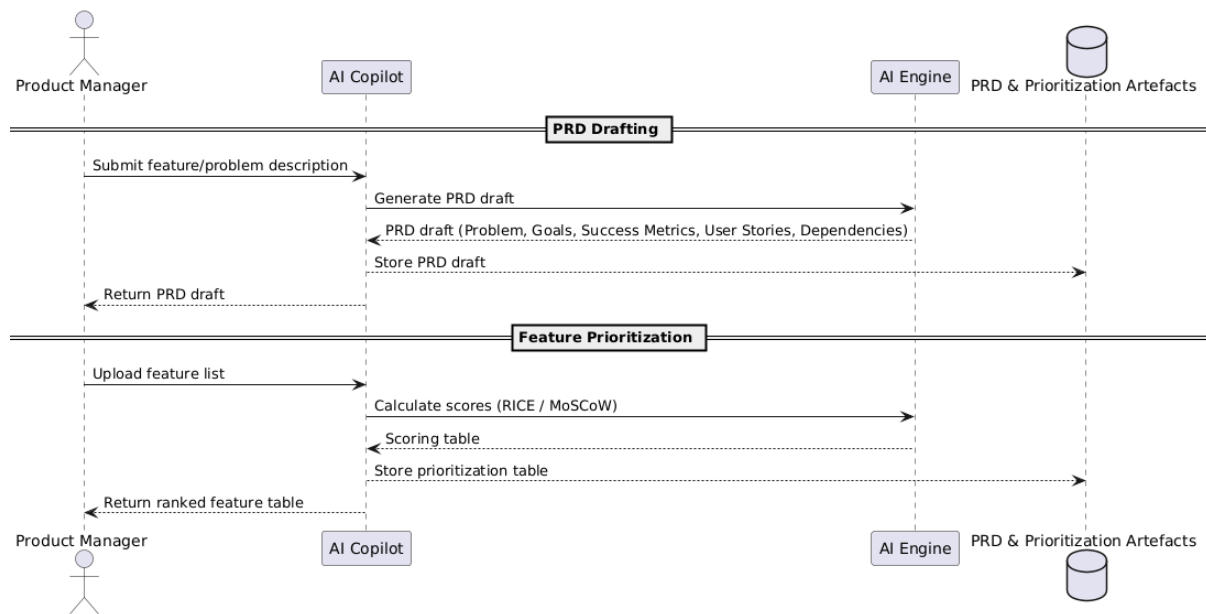 Product Manager
AI Copilot
AI Engine
PRD & Prioritization Artefacts
PRD Drafting
Submit feature/problem description
Generate PRD draft
PRD draft (Problem, Goals, Success Metrics, User Stories, Dependencies)
Store PRD draft
Return PRD draft
Feature Prioritization
Upload feature list
Calculate scores (RICE / MoSCoW)
Scoring table
Store prioritization table
Return ranked feature table
Product Manager
AI Copilot
AI Engine
PRD & Prioritization Artefacts